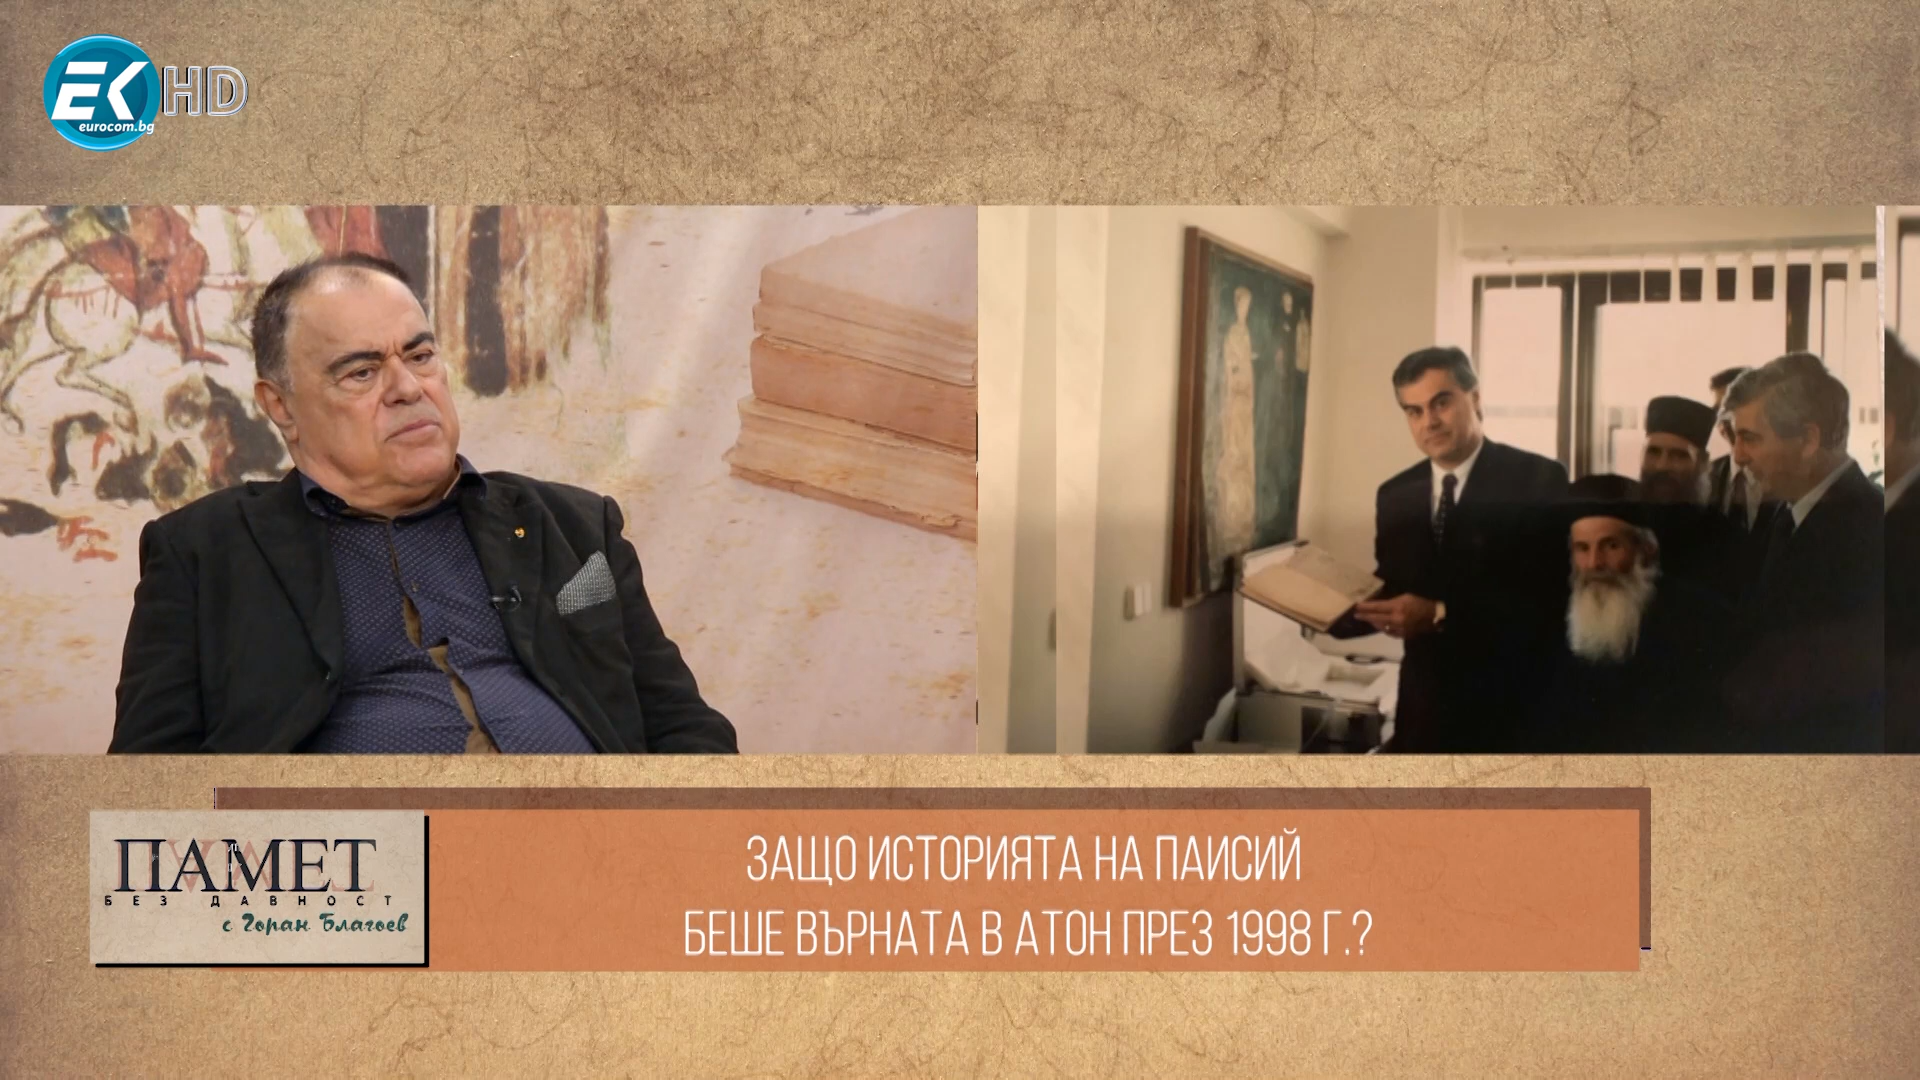 EK HD
eurocom.bg
ПАМЕТ
БЕЗ ДАВНОСТ
с Горан Благоев
ЗАЩО ИСТОРИЯТА НА ПАИСИЙ
БЕШЕ ВЪРНАТА В АТОН ПРЕЗ 1998 Г.?